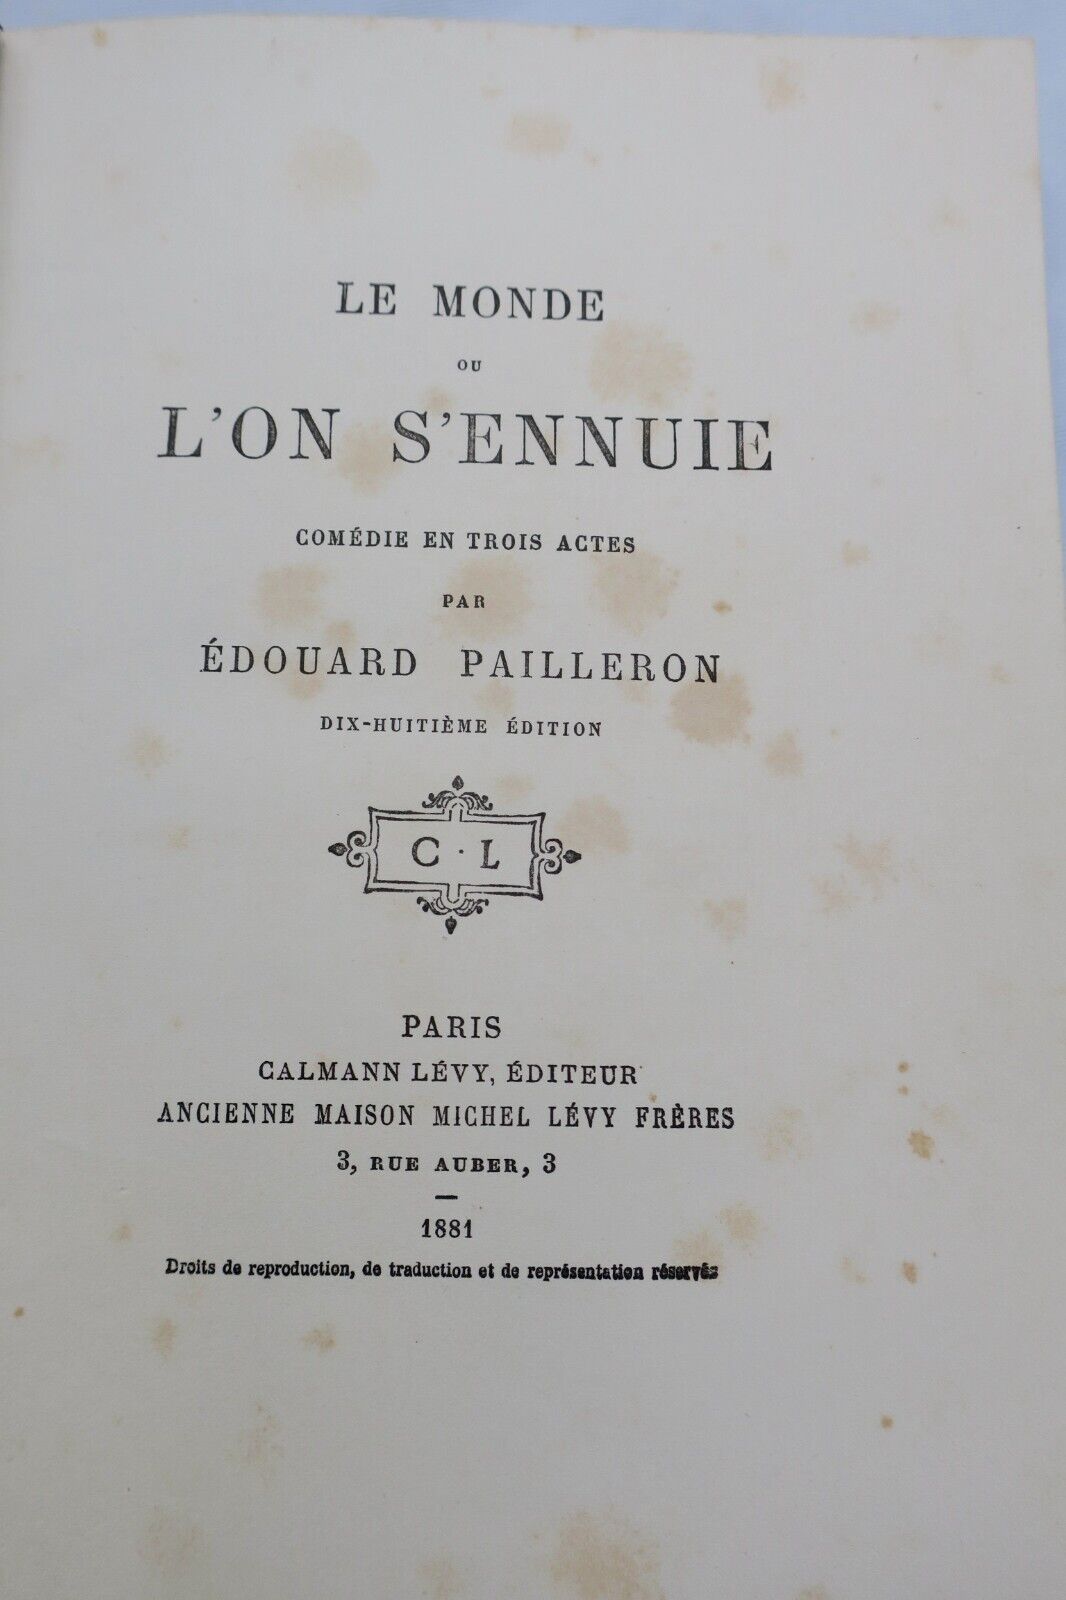 LE MONDE
OU
L'ON S'ENNUIE
COMÉDIE EN TROIS ACTES
PAR
ÉDOUARD PAILLERON
DIX-HUITIÈME ÉDITION
C · L
PARIS
CALMANN LÉVY, ÉDITEUR
ANCIENNE MAISON MICHEL LÉVY FRÈRES
3, RUE AUBER, 3
—
1881
Droits de reproduction, de traduction et de représentation réservés